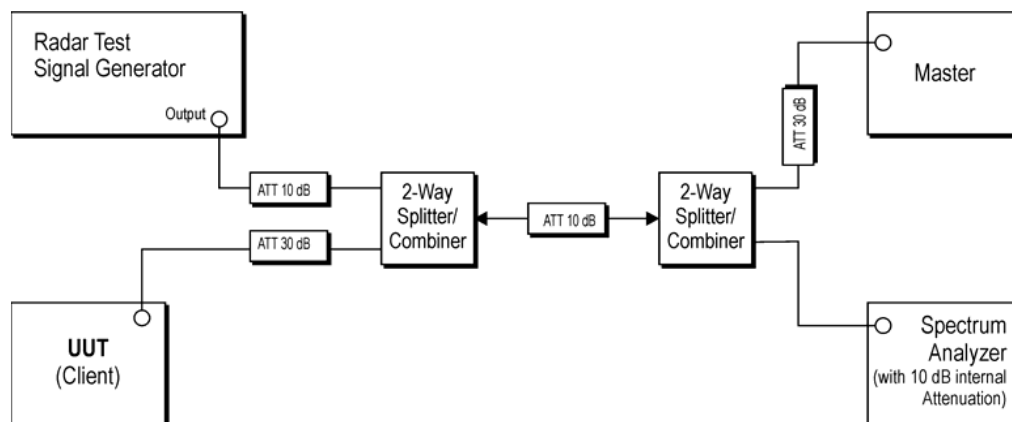 Radar Test
Signal Generator
Output
ATT 10 dB
ATT 30 dB
UUT
(Client)
2-Way
Splitter/
Combiner
ATT 10 dB
2-Way
Splitter/
Combiner
ATT 30 dB
Master
Spectrum
Analyzer
(with 10 dB internal
Attenuation)